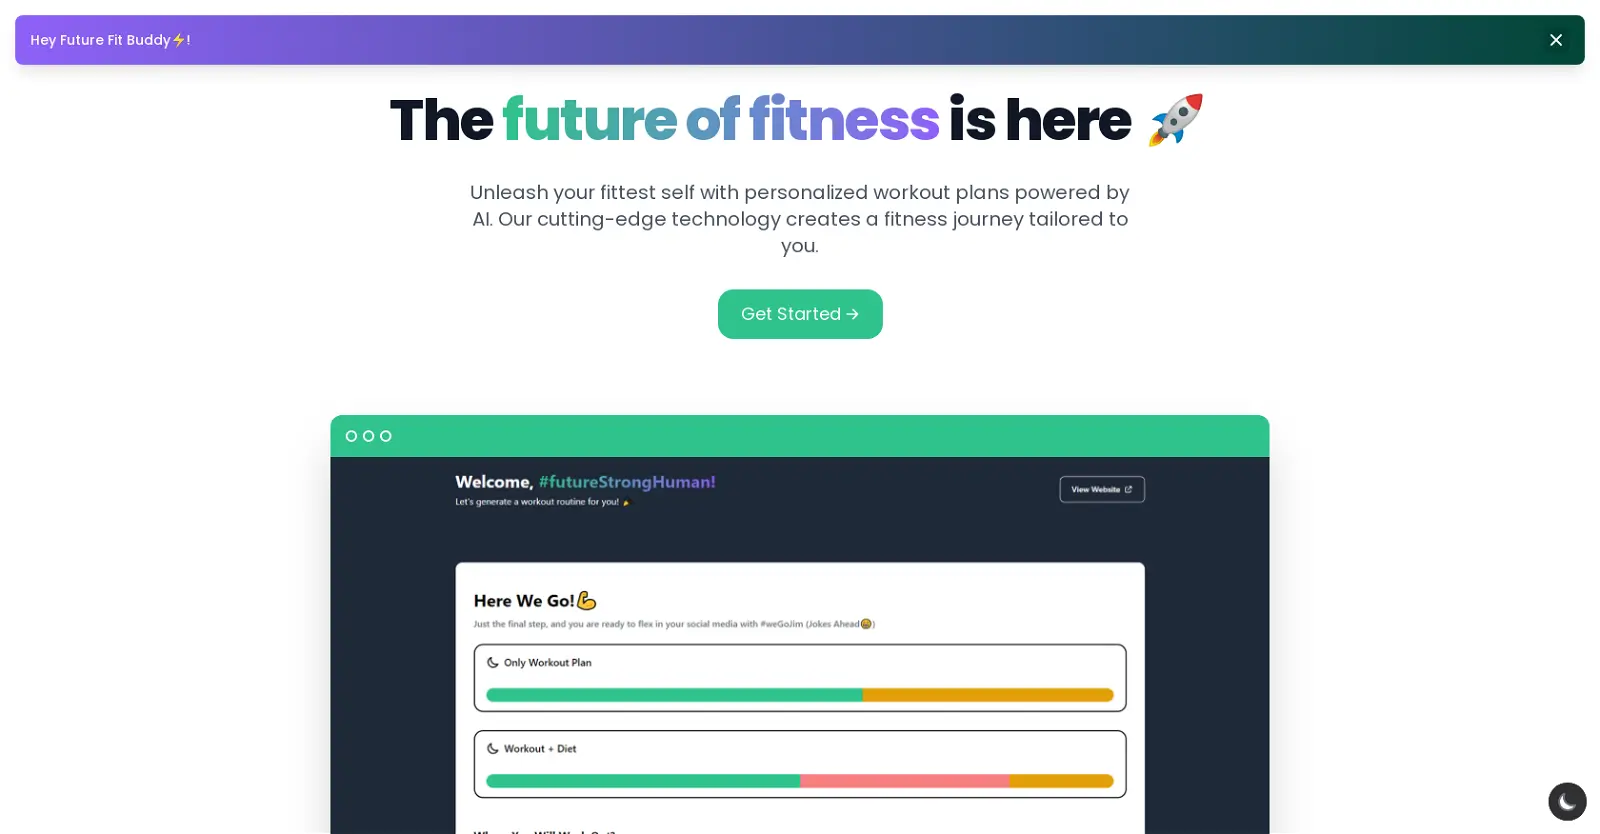 Hey Future Fit Buddy⚡!
The future of fitness is here 🚀
Unleash your fittest self with personalized workout plans powered by
AI. Our cutting-edge technology creates a fitness journey tailored to
you.
Get Started →
Welcome, #futureStrongHuman!
Let's generate a workout routine for you! 🎉
View Website
Here We Go!💪
Just the final step, and you are ready to flex in your social media with #weGoJim (Jokes Ahead😄)
Only Workout Plan
Workout + Diet